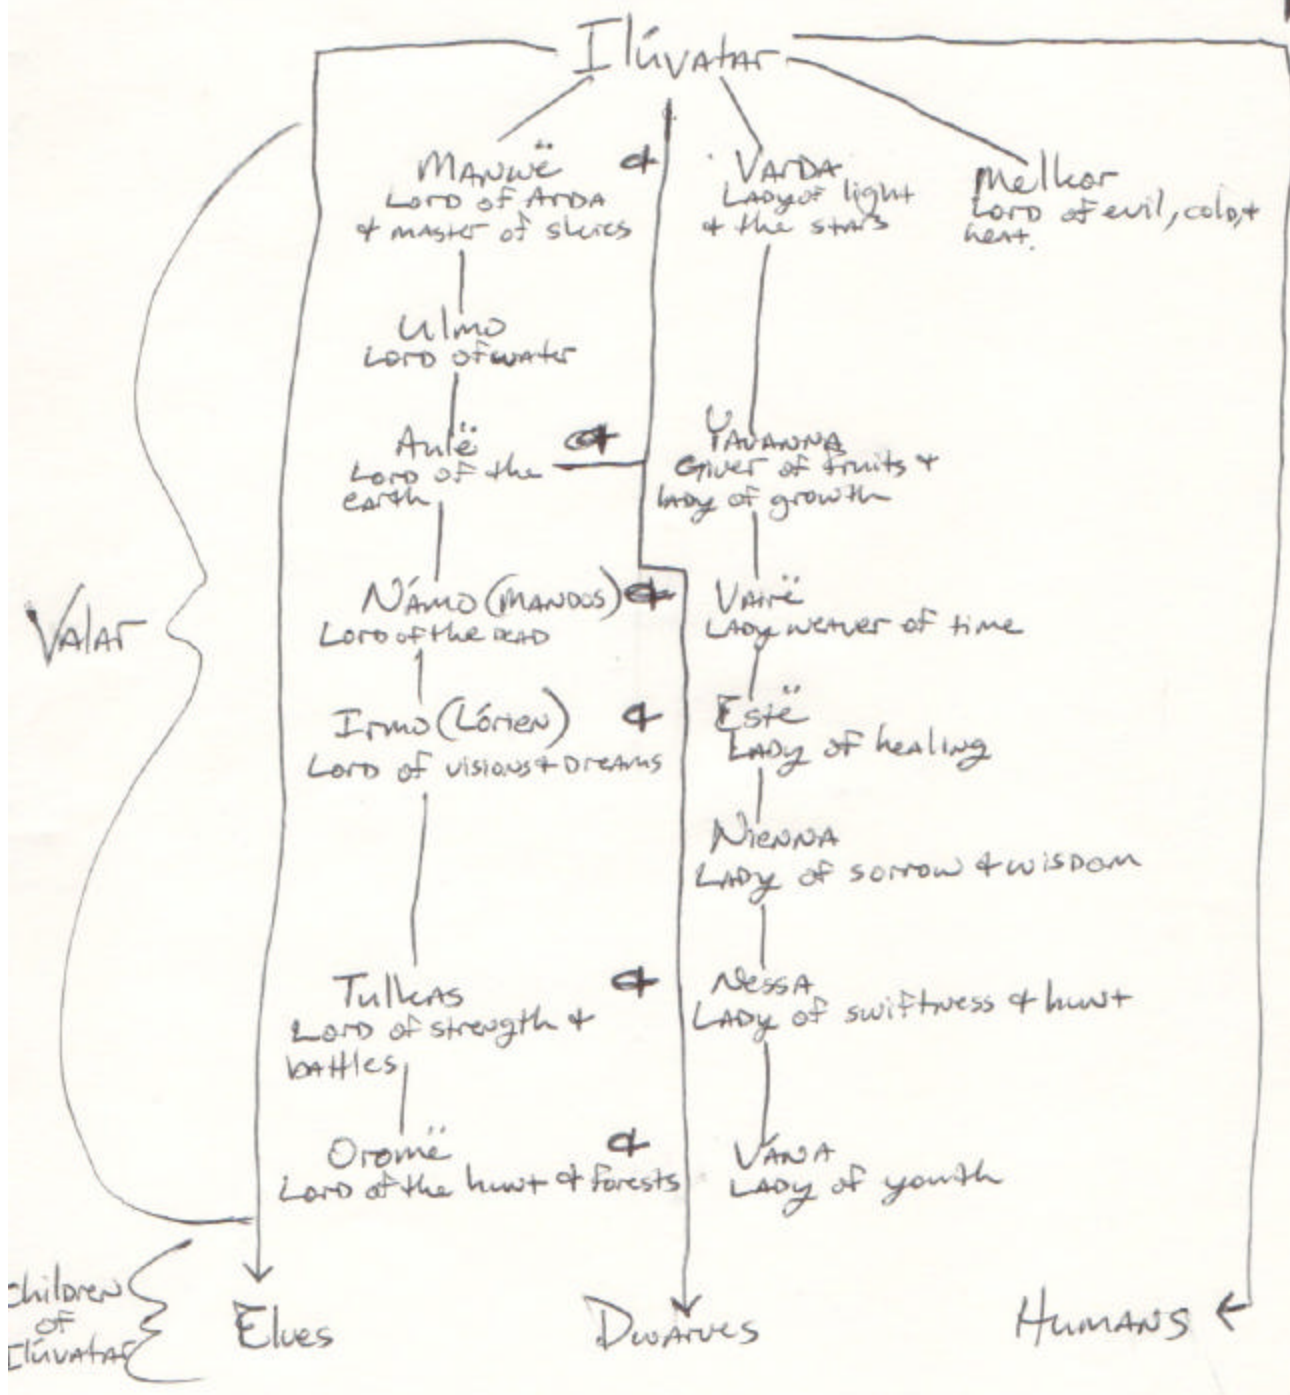 Ilúvatar
Manwë & Varda Melkor
Lord of Arda Lady of light Lord of evil, cold, +
& master of skies & the stars heat.
Ulmo
Lord of water
Aulë & Yavanna
Lord of the Giver of fruits &
earth lady of growth
Valar
Námo (Mandos) & Vairë
Lord of the Dead Lady weaver of time
Irmo (Lórien) & Estë
Lord of visions + Dreams Lady of healing
Nienna
Lady of sorrow & wisdom
Tulkas & Nessa
Lord of strength & Lady of swiftness & hunt
battles
Oromë & Vána
Lord of the hunt & forests Lady of youth
Children
of
Ilúvatar
Elves Dwarves Humans